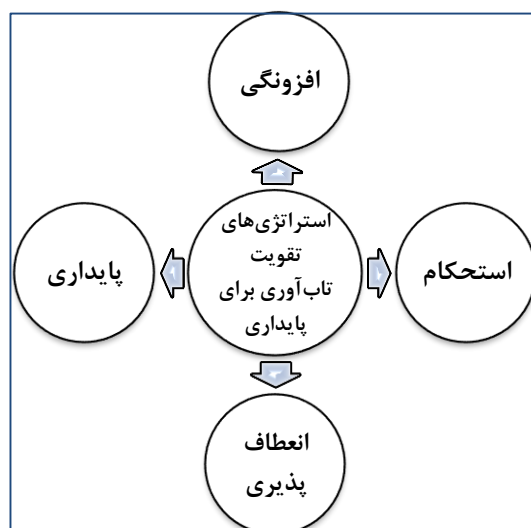 افزونگی
استراتژی‌های
تقویت
تاب‌آوری برای
پایداری
استحکام
پایداری
انعطاف
پذیری